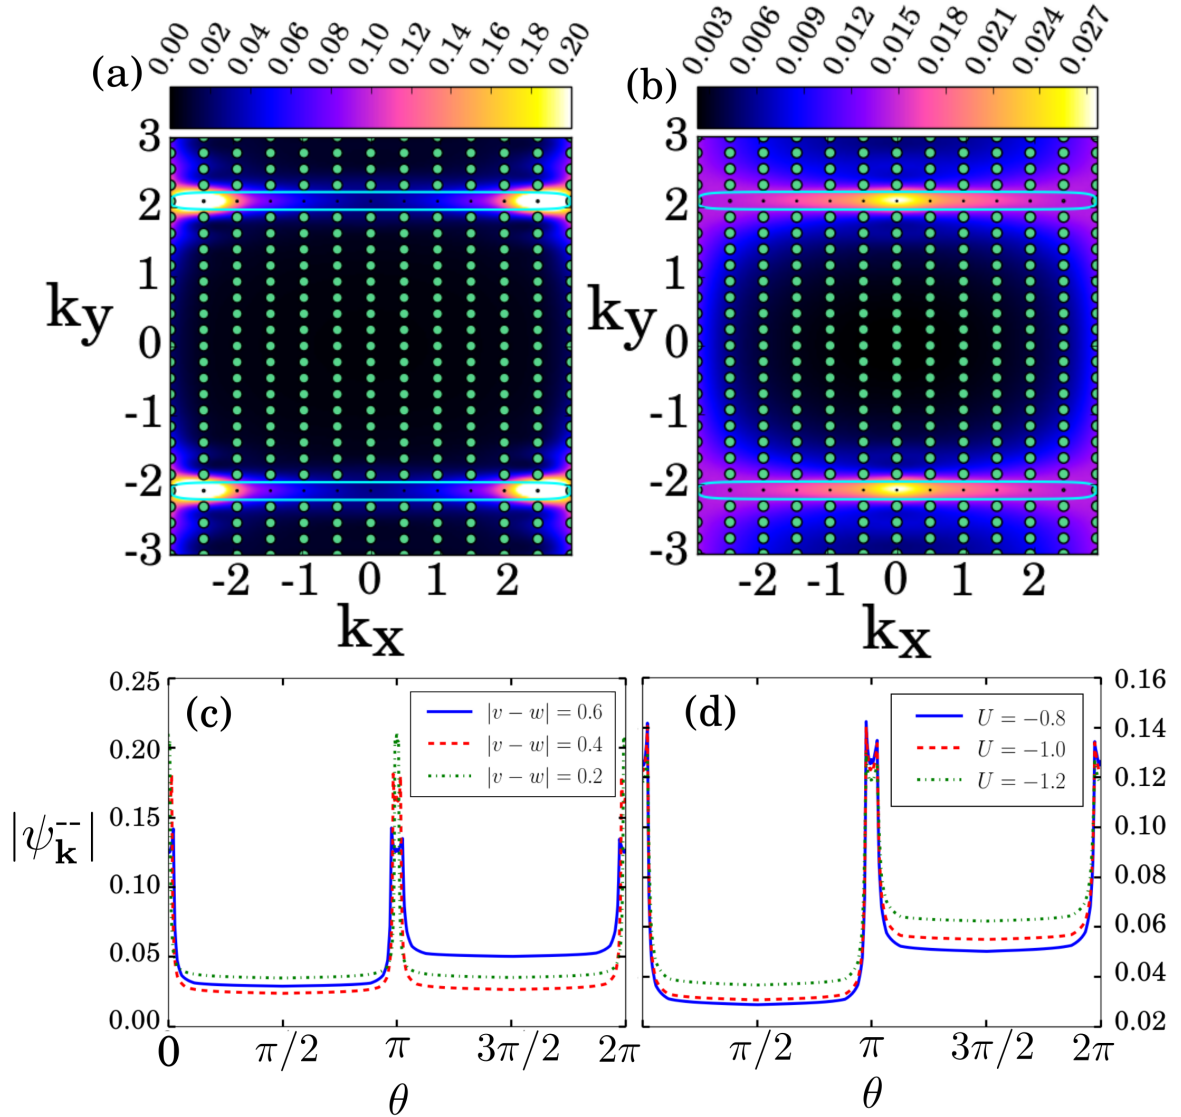 0.00 0.02 0.04 0.06 0.08 0.10 0.12 0.14 0.16 0.18 0.20
0.003 0.006 0.009 0.012 0.015 0.018 0.021 0.024 0.027
(a)
(b)
3
2
1
0
-1
-2
-3
ky
-2 -1 0 1 2
kx
3
2
1
0
-1
-2
-3
ky
-2 -1 0 1 2
kx
0.25
0.20
0.15
0.10
0.05
0.00
|ψ_k^--|
(c)
|v − w| = 0.6
|v − w| = 0.4
|v − w| = 0.2
0 π/2 π 3π/2 2π
θ
(d)
U = −0.8
U = −1.0
U = −1.2
0.16
0.14
0.12
0.10
0.08
0.06
0.04
0.02
π/2 π 3π/2 2π
θ